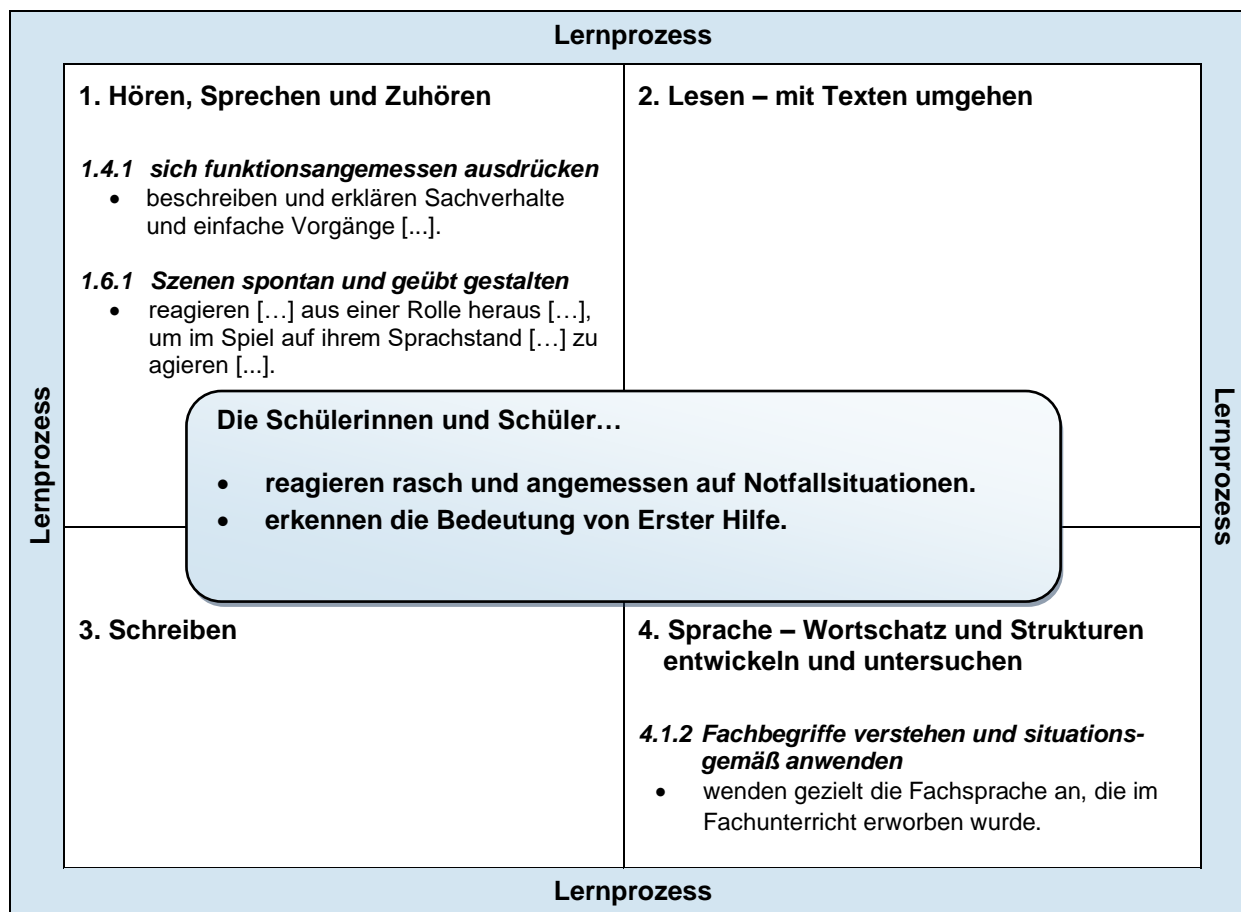 Lernprozess
1. Hören, Sprechen und Zuhören
1.4.1 sich funktionsangemessen ausdrücken
• beschreiben und erklären Sachverhalte
und einfache Vorgänge [...].
1.6.1 Szenen spontan und geübt gestalten
• reagieren […] aus einer Rolle heraus […],
um im Spiel auf ihrem Sprachstand […] zu
agieren [...].
2. Lesen – mit Texten umgehen
Lernprozess
Die Schülerinnen und Schüler…
• reagieren rasch und angemessen auf Notfallsituationen.
• erkennen die Bedeutung von Erster Hilfe.
Lernprozess
3. Schreiben
4. Sprache – Wortschatz und Strukturen
entwickeln und untersuchen
4.1.2 Fachbegriffe verstehen und situations-
gemäß anwenden
• wenden gezielt die Fachsprache an, die im
Fachunterricht erworben wurde.
Lernprozess